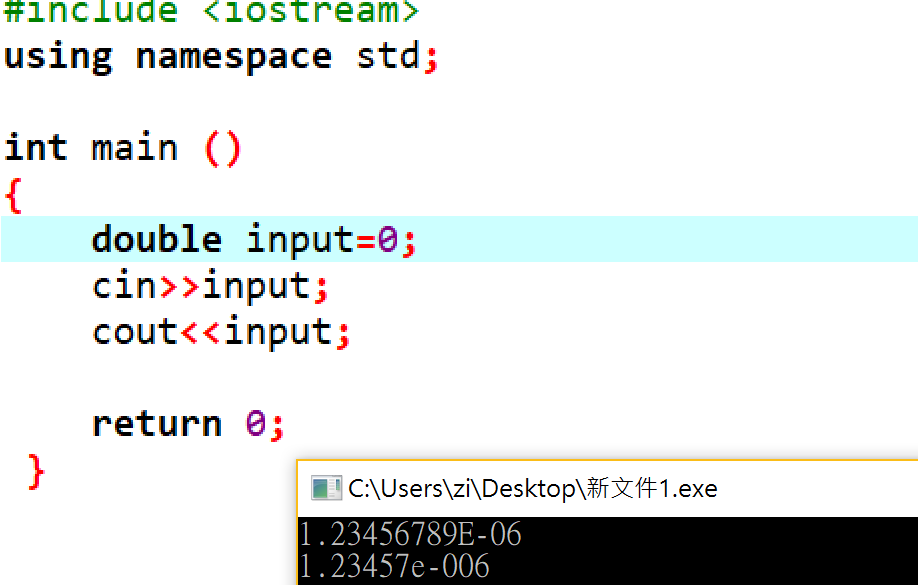 #include <iostream>
using namespace std;
int main ()
{
double input=0;
cin>>input;
cout<<input;
return 0;
}
C:\Users\zi\Desktop\新文件1.exe
1.23456789E-06
1.23457e-006